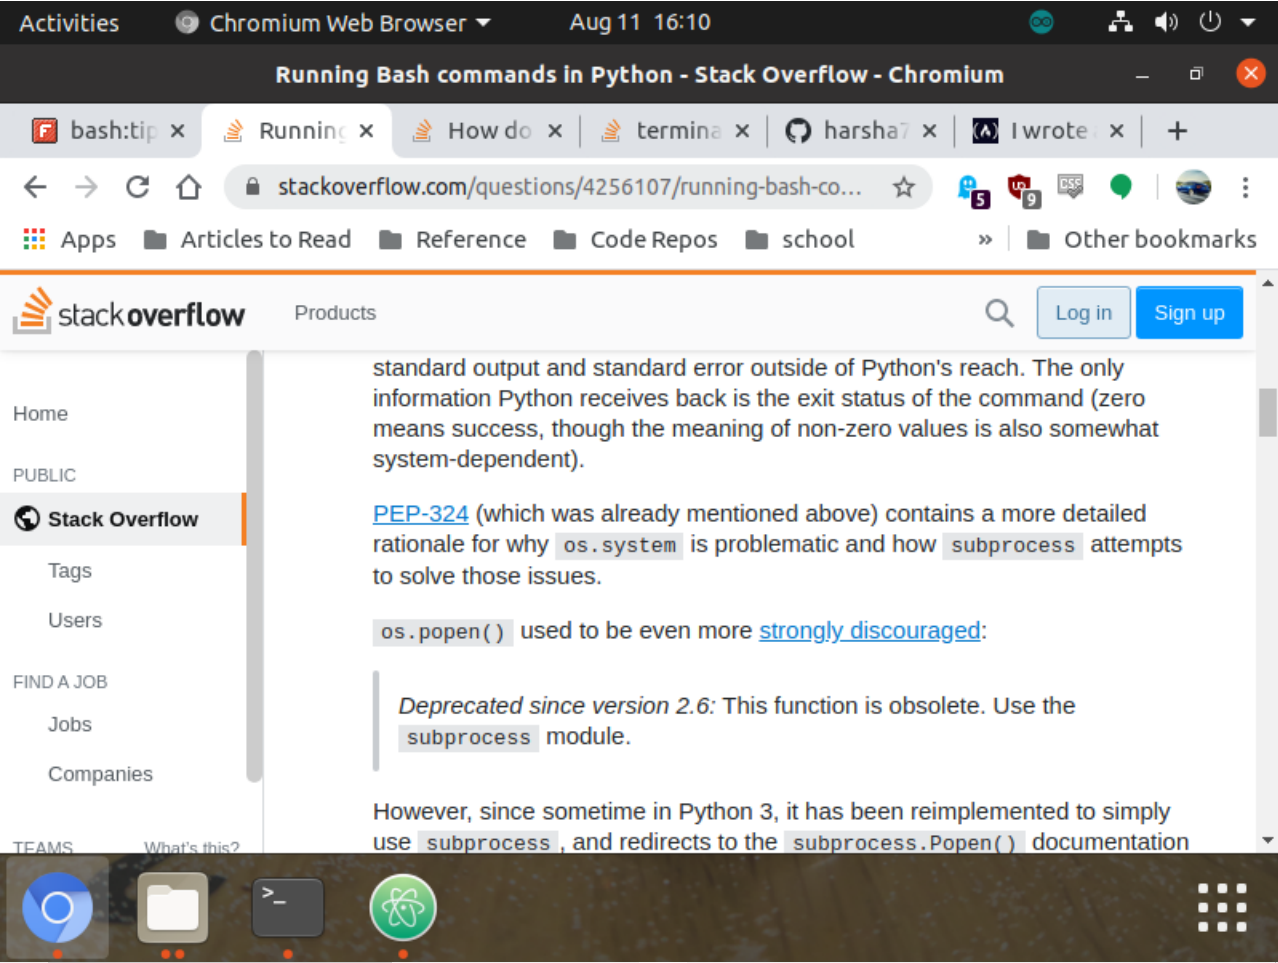 Activities Chromium Web Browser Aug 11 16:10
Running Bash commands in Python - Stack Overflow - Chromium
bash:tip Running How do termina harsha7 I wrote
stackoverflow.com/questions/4256107/running-bash-co... 5 9 CSS
Apps Articles to Read Reference Code Repos school » Other bookmarks
stackoverflow Products Log in Sign up
standard output and standard error outside of Python's reach. The only
information Python receives back is the exit status of the command (zero
means success, though the meaning of non-zero values is also somewhat
system-dependent).
PEP-324 (which was already mentioned above) contains a more detailed
rationale for why os.system is problematic and how subprocess attempts
to solve those issues.
os.popen() used to be even more strongly discouraged:
Deprecated since version 2.6: This function is obsolete. Use the
subprocess module.
However, since sometime in Python 3, it has been reimplemented to simply
use subprocess, and redirects to the subprocess.Popen() documentation
Home
PUBLIC
Stack Overflow
Tags
Users
FIND A JOB
Jobs
Companies
TEAMS What's this?